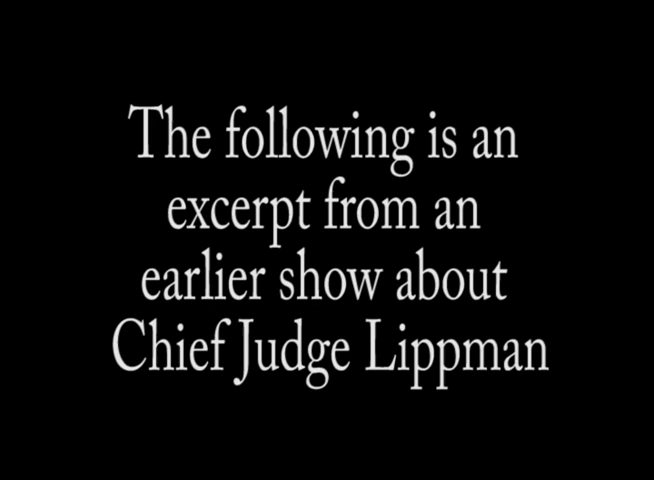 The following is an
excerpt from an
earlier show about
Chief Judge Lippman